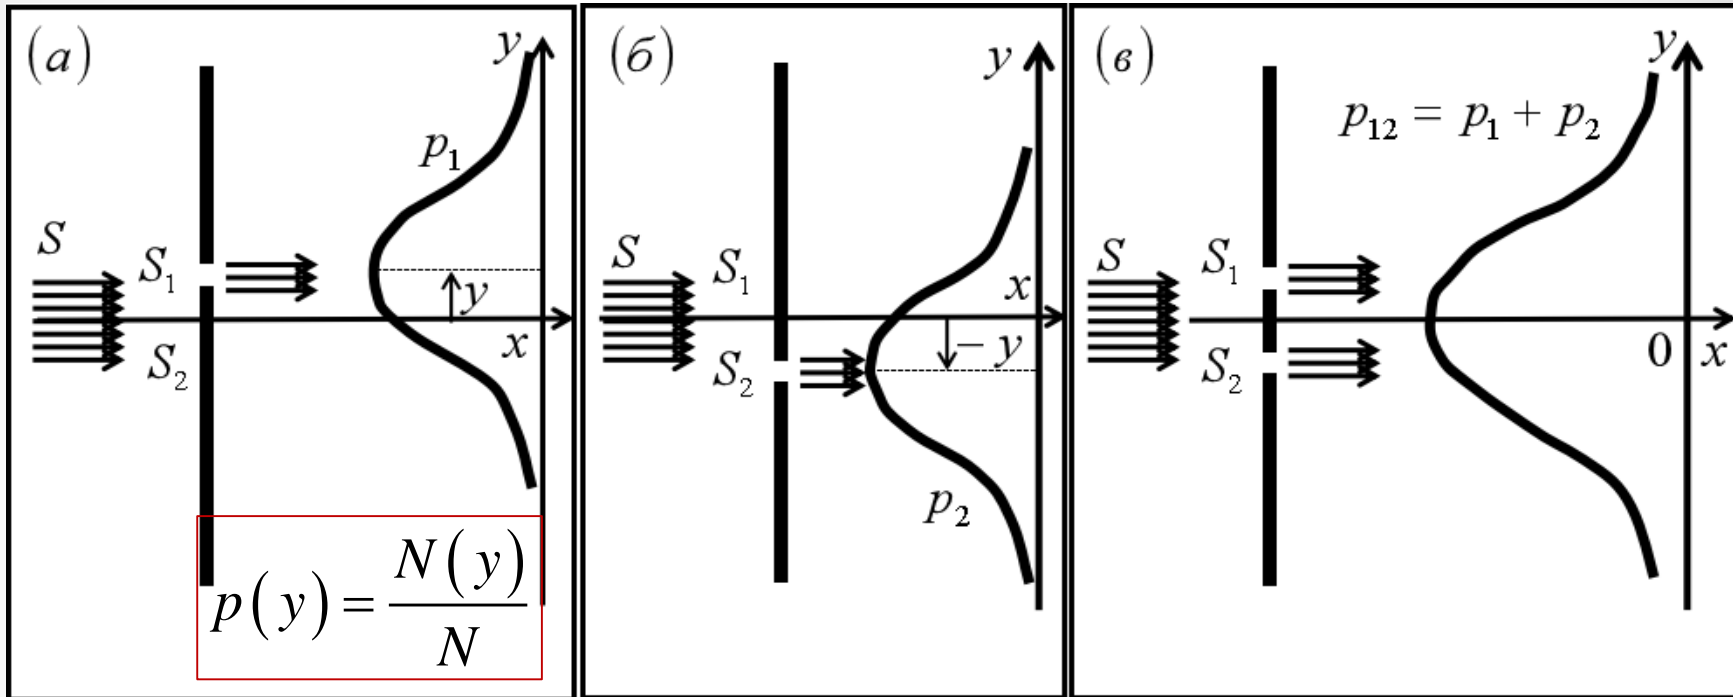 (а)
y
p₁
S
S₁
y
x
S₂
p(y) = N(y)/N
(б)
y
S
S₁
x
S₂
− y
p₂
(в)
y
p₁₂ = p₁ + p₂
S
S₁
S₂
0
x